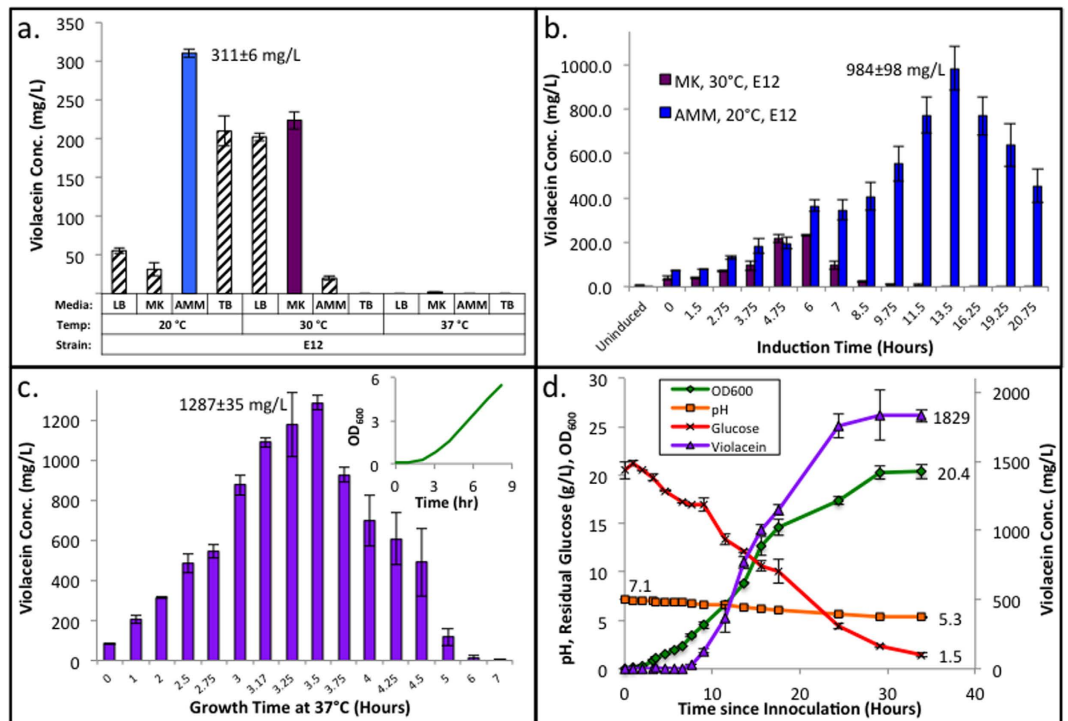 a.
350
300
250
200
150
100
50
Violacein Conc. (mg/L)
311±6 mg/L
Media: LB MK AMM TB LB MK AMM TB LB MK AMM TB
Temp: 20 °C 30 °C 37 °C
Strain: E12
b.
1000.0
800.0
600.0
400.0
200.0
0.0
Violacein Conc. (mg/L)
MK, 30°C, E12
AMM, 20°C, E12
984±98 mg/L
Uninduced 0 1.5 2.75 3.75 4.75 6 7 8.5 9.75 11.5 13.5 16.25 19.25 20.75
Induction Time (Hours)
c.
1200
1000
800
600
400
200
0
Violacein Conc. (mg/L)
1287±35 mg/L
6
3
0
OD600
0 3 6 9
Time (hr)
0 1 2 2.5 2.75 3 3.17 3.25 3.5 3.75 4 4.25 4.5 5 6 7
Growth Time at 37°C (Hours)
d.
30
25
20
15
10
5
0
pH, Residual Glucose (g/L), OD600
OD600
pH
Glucose
Violacein
7.1
1829
20.4
5.3
1.5
2000
1500
1000
500
0
Violacein Conc. (mg/L)
0 10 20 30 40
Time since Innoculation (Hours)